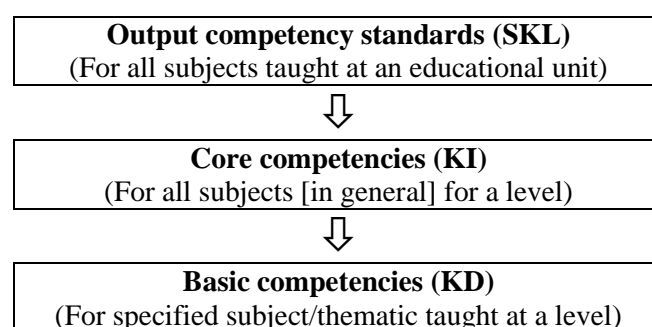 Output competency standards (SKL)
(For all subjects taught at an educational unit)
Core competencies (KI)
(For all subjects [in general] for a level)
Basic competencies (KD)
(For specified subject/thematic taught at a level)